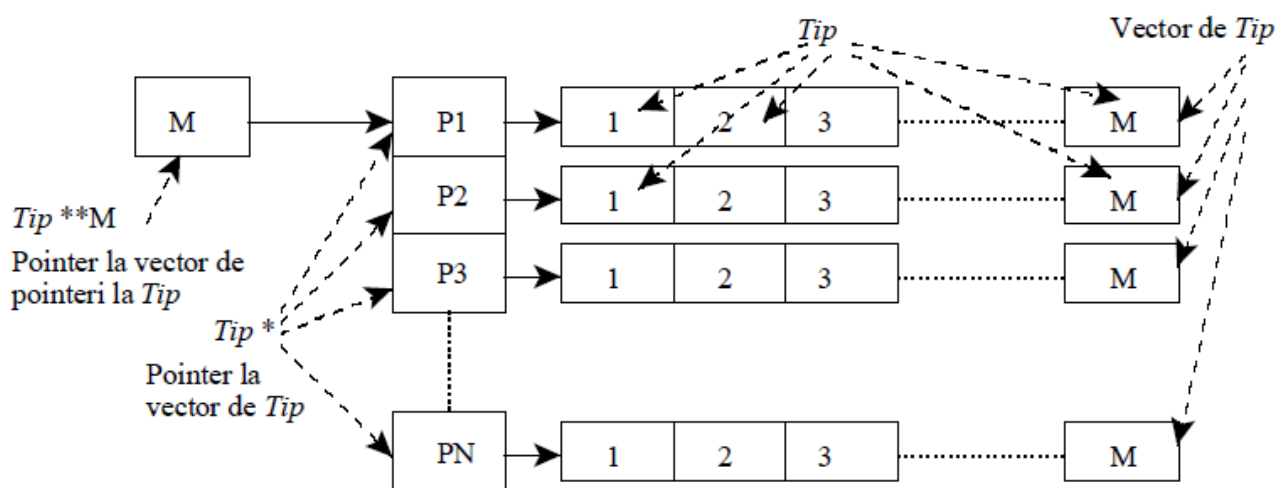 Tip
Vector de Tip
M
P1
1
2
3
M
P2
1
2
3
M
Tip **M
Pointer la vector de
pointeri la Tip
P3
1
2
3
M
Tip *
Pointer la
vector de Tip
PN
1
2
3
M